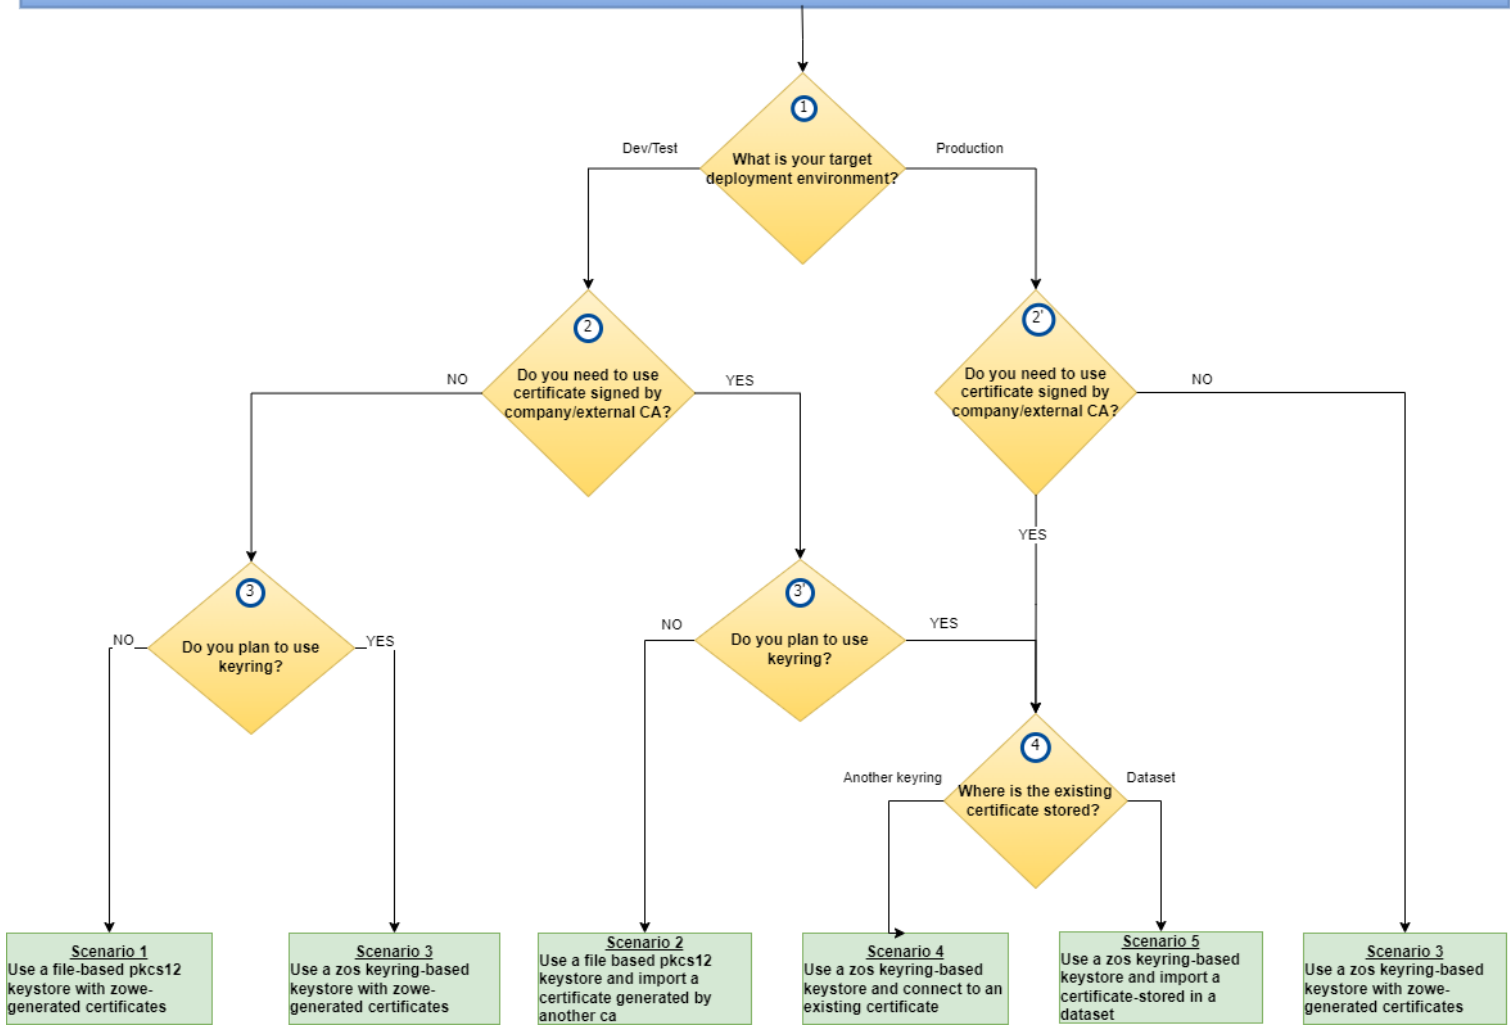 1
Dev/Test
Production
What is your target
deployment environment?
2
2'
Do you need to use
certificate signed by
company/external CA?
Do you need to use
certificate signed by
company/external CA?
NO
YES
NO
YES
3
3'
NO
YES
Do you plan to use
keyring?
NO
YES
Do you plan to use
keyring?
4
Another keyring
Dataset
Where is the existing
certificate stored?
Scenario 1
Use a file-based pkcs12
keystore with zowe-
generated certificates
Scenario 3
Use a zos keyring-based
keystore with zowe-
generated certificates
Scenario 2
Use a file based pkcs12
keystore and import a
certificate generated by
another ca
Scenario 4
Use a zos keyring-based
keystore and connect to an
existing certificate
Scenario 5
Use a zos keyring-based
keystore and import a
certificate-stored in a
dataset
Scenario 3
Use a zos keyring-based
keystore with zowe-
generated certificates